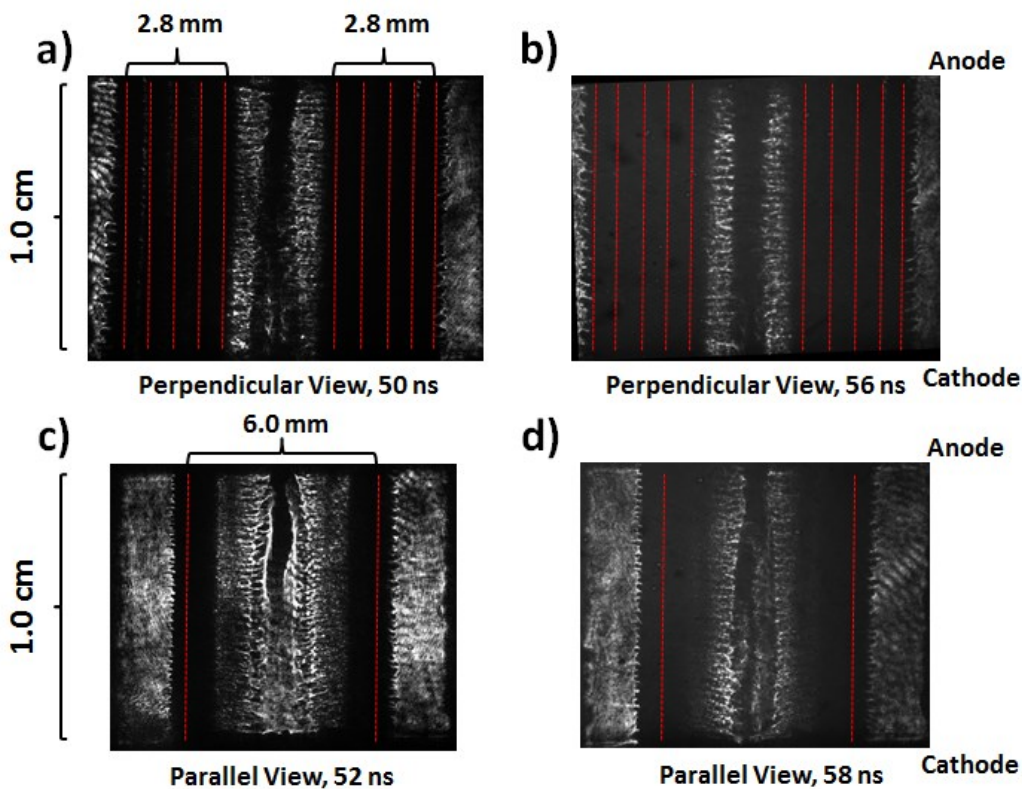 2.8 mm
2.8 mm
a)
b)
Anode
1.0 cm
Perpendicular View, 50 ns
Perpendicular View, 56 ns
Cathode
6.0 mm
c)
d)
Anode
1.0 cm
Parallel View, 52 ns
Parallel View, 58 ns
Cathode